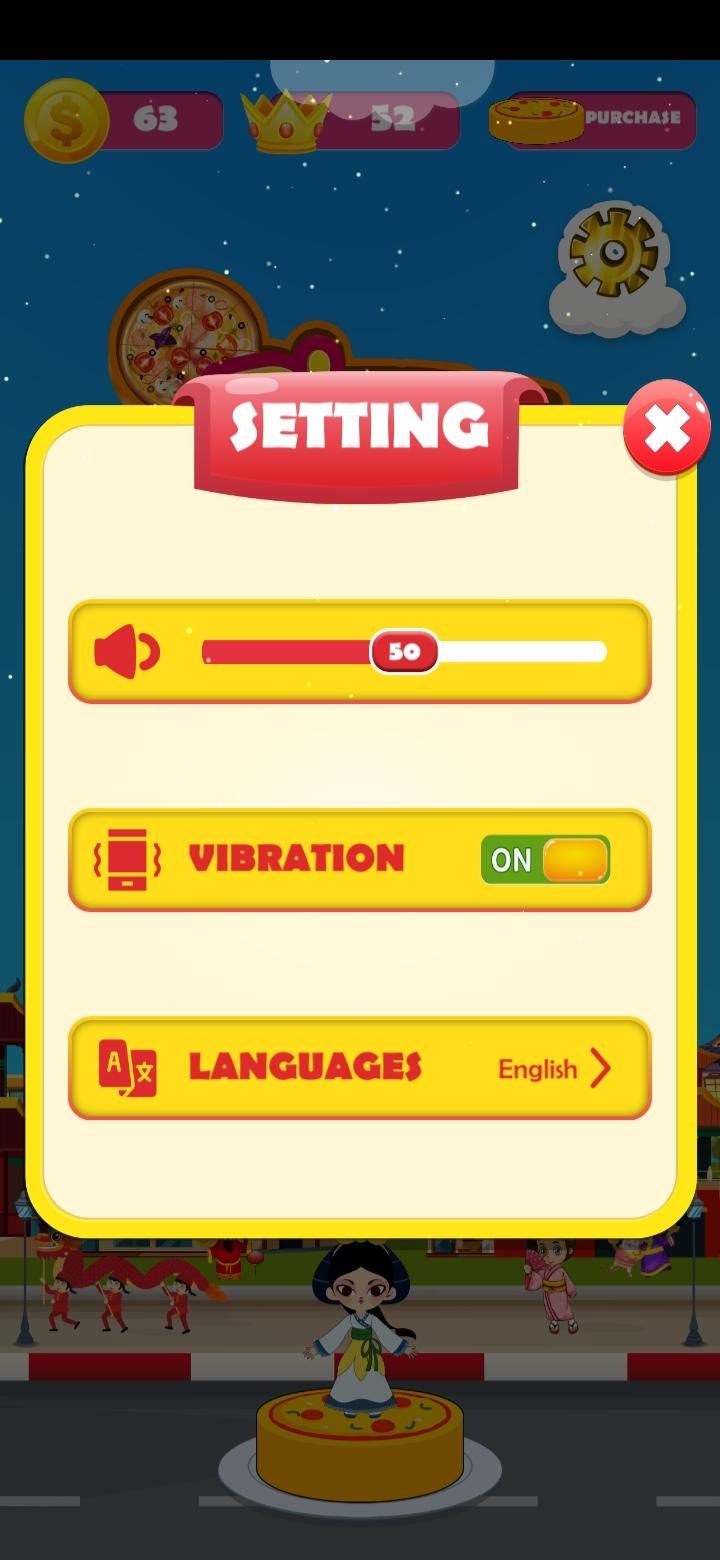 63
52
PURCHASE
SETTING
50
VIBRATION
ON
LANGUAGES
English